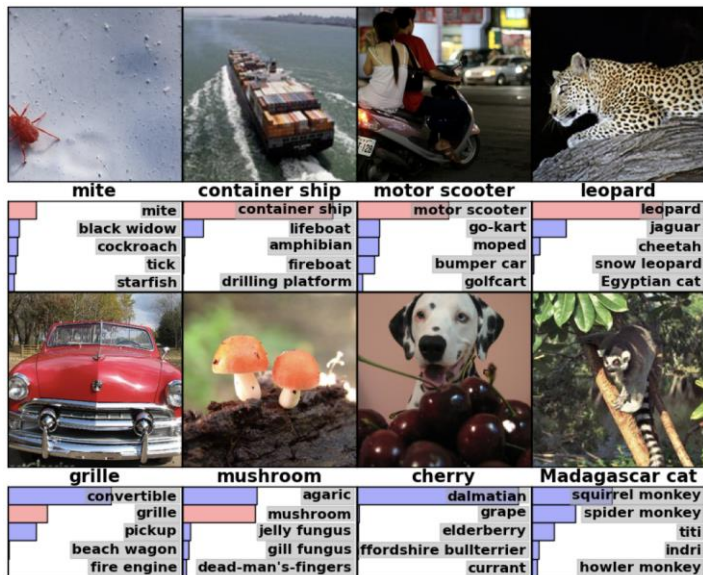 mite
container ship
motor scooter
leopard
mite
black widow
cockroach
tick
starfish
container ship
lifeboat
amphibian
fireboat
drilling platform
motor scooter
go-kart
moped
bumper car
golfcart
leopard
jaguar
cheetah
snow leopard
Egyptian cat
grille
mushroom
cherry
Madagascar cat
convertible
grille
pickup
beach wagon
fire engine
agaric
mushroom
jelly fungus
gill fungus
dead-man's-fingers
dalmatian
grape
elderberry
ffordshire bullterrier
currant
squirrel monkey
spider monkey
titi
indri
howler monkey